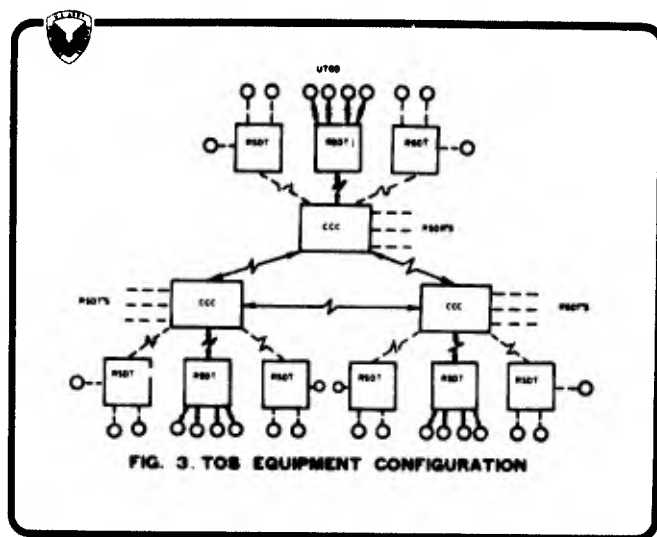 UTOD
RSDT RSDT RSDT
CCC
RSDT'S
RSDT'S CCC CCC RSDT'S
RSDT RSDT RSDT RSDT RSDT RSDT
FIG. 3. TOS EQUIPMENT CONFIGURATION